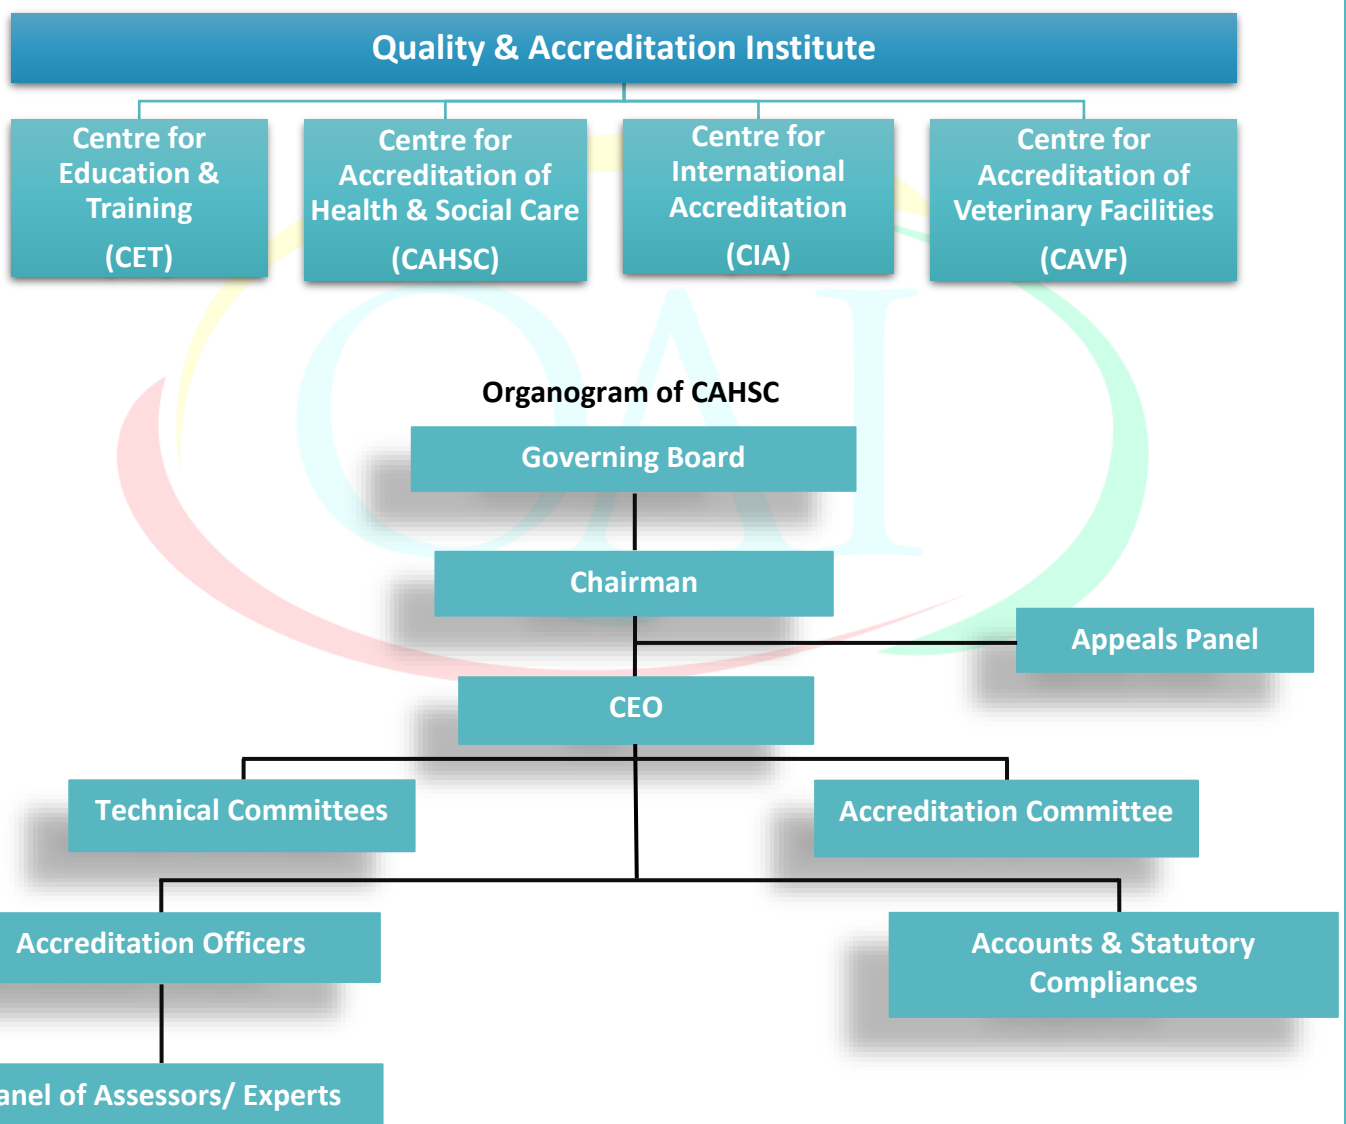 Quality & Accreditation Institute
Centre for
Education &
Training
(CET)
Centre for
Accreditation of
Health & Social Care
(CAHSC)
Centre for
International
Accreditation
(CIA)
Centre for
Accreditation of
Veterinary Facilities
(CAVF)
QAI
Organogram of CAHSC
Governing Board
Chairman
Appeals Panel
CEO
Technical Committees
Accreditation Committee
Accreditation Officers
Accounts & Statutory
Compliances
anel of Assessors/ Experts